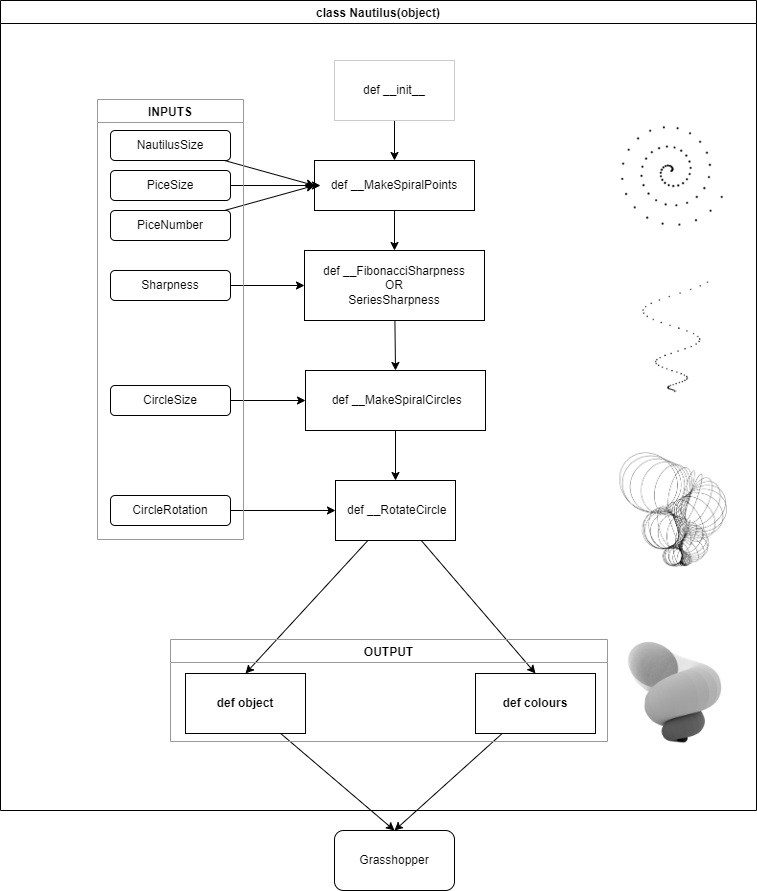 class Nautilus(object)
def __init__
INPUTS
NautilusSize
PiceSize
def __MakeSpiralPoints
PiceNumber
def __FibonacciSharpness
OR
SeriesSharpness
Sharpness
CircleSize
def __MakeSpiralCircles
CircleRotation
def __RotateCircle
OUTPUT
def object
def colours
Grasshopper